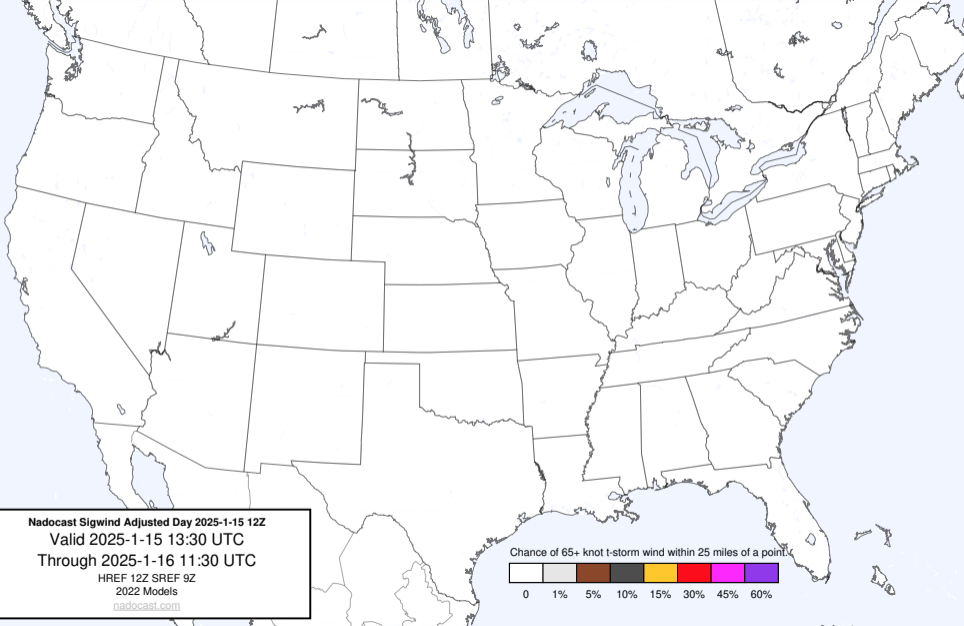 Nadocast Sigwind Adjusted Day 2025-1-15 12Z
Valid 2025-1-15 13:30 UTC
Through 2025-1-16 11:30 UTC
HREF 12Z SREF 9Z
2022 Models
nadocast.com
Chance of 65+ knot t-storm wind within 25 miles of a point.
0 1% 5% 10% 15% 30% 45% 60%